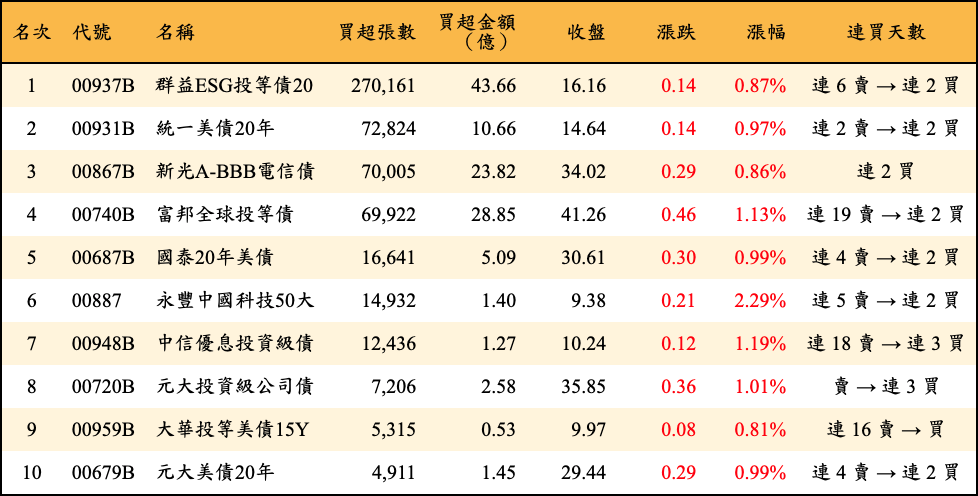 名次 代號 名稱 買超張數 買超金額（億） 收盤 漲跌 漲幅 連買天數
1 00937B 群益ESG投等債20 270,161 43.66 16.16 0.14 0.87% 連 6 賣 → 連 2 買
2 00931B 統一美債20年 72,824 10.66 14.64 0.14 0.97% 連 2 賣 → 連 2 買
3 00867B 新光A-BBB電信債 70,005 23.82 34.02 0.29 0.86% 連 2 買
4 00740B 富邦全球投等債 69,922 28.85 41.26 0.46 1.13% 連 19 賣 → 連 2 買
5 00687B 國泰20年美債 16,641 5.09 30.61 0.30 0.99% 連 4 賣 → 連 2 買
6 00887 永豐中國科技50大 14,932 1.40 9.38 0.21 2.29% 連 5 賣 → 連 2 買
7 00948B 中信優息投資級債 12,436 1.27 10.24 0.12 1.19% 連 18 賣 → 連 3 買
8 00720B 元大投資級公司債 7,206 2.58 35.85 0.36 1.01% 賣 → 連 3 買
9 00959B 大華投等美債15Y 5,315 0.53 9.97 0.08 0.81% 連 16 賣 → 買
10 00679B 元大美債20年 4,911 1.45 29.44 0.29 0.99% 連 4 賣 → 連 2 買